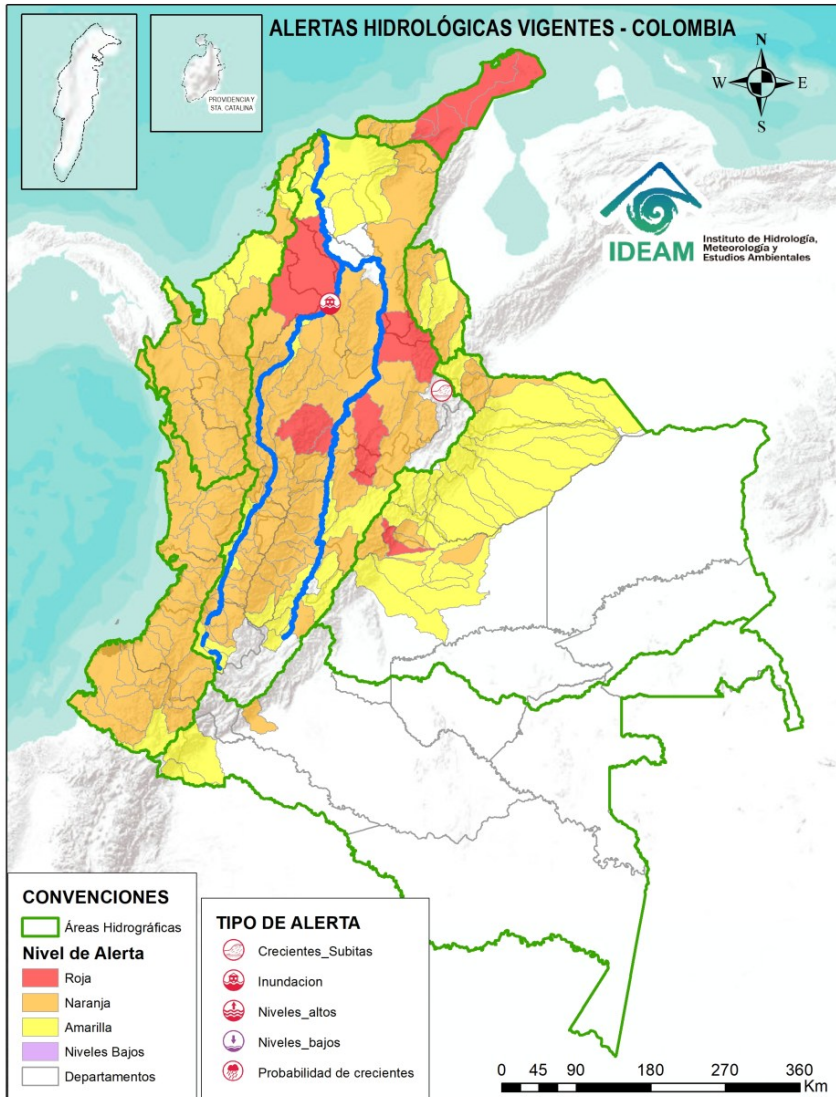 ALERTAS HIDROLÓGICAS VIGENTES - COLOMBIA
PROVIDENCIA Y
STA. CATALINA
N
W
E
S
IDEAM
Instituto de Hidrología,
Meteorología y
Estudios Ambientales
CONVENCIONES
Áreas Hidrográficas
Nivel de Alerta
Roja
Naranja
Amarilla
Niveles Bajos
Departamentos
TIPO DE ALERTA
Crecientes_Subitas
Inundacion
Niveles_altos
Niveles_bajos
Probabilidad de crecientes
0 45 90 180 270 360
Km